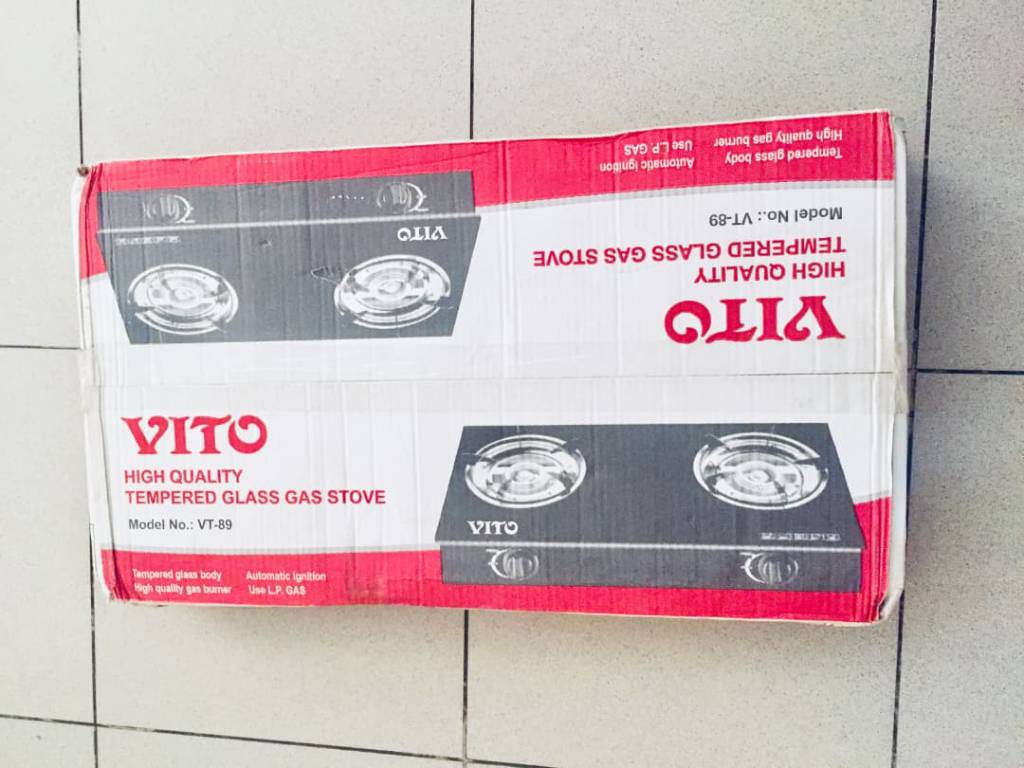 Tempered glass body Automatic ignition
High quality gas burner Use L.P. GAS
Model No.: VT-89
HIGH QUALITY
TEMPERED GLASS GAS STOVE
VITO
VITO
VITO
HIGH QUALITY
TEMPERED GLASS GAS STOVE
Model No.: VT-89
VITO
Tempered glass body Automatic ignition
High quality gas burner Use L.P. GAS